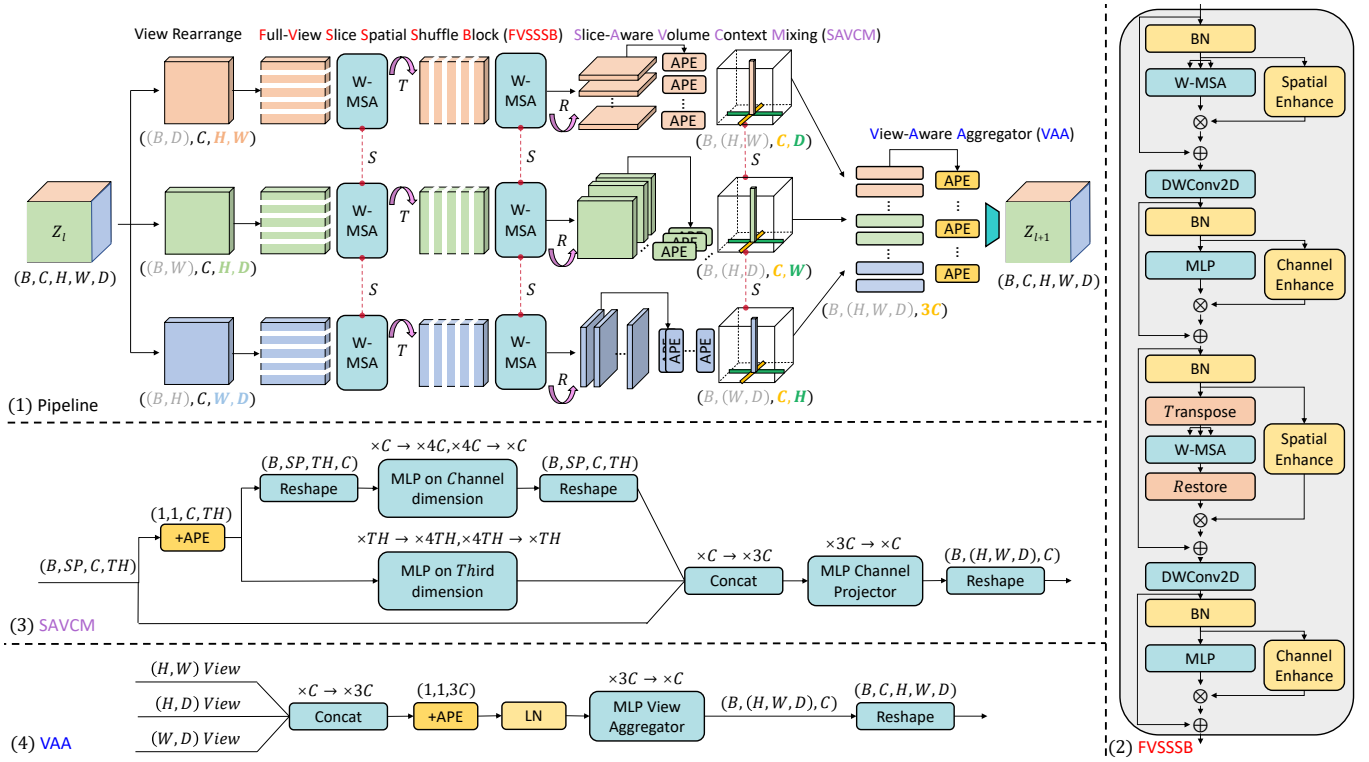 View Rearrange
Full-View Slice Spatial Shuffle Block (FVSSSB)
Slice-Aware Volume Context Mixing (SAVCM)
W-
MSA
T
W-
MSA
R
APE
APE
APE
((B, D), C, H, W)
(B, (H, W), C, D)
S
S
S
View-Aware Aggregator (VAA)
Z_l
(B, C, H, W, D)
W-
MSA
T
W-
MSA
R
APE
APE
((B, W), C, H, D)
(B, (H, D), C, W)
S
S
S
APE
APE
APE
Z_{l+1}
(B, C, H, W, D)
(B, (H, W, D), 3C)
W-
MSA
T
W-
MSA
R
APE
APE
APE
((B, H), C, W, D)
(B, (W, D), C, H)
(1) Pipeline
×C → ×4C, ×4C → ×C
(B, SP, TH, C)
Reshape
MLP on Channel
dimension
(B, SP, C, TH)
Reshape
(1,1, C, TH)
+APE
×TH → ×4TH, ×4TH → ×TH
MLP on Third
dimension
(B, SP, C, TH)
×C → ×3C
Concat
×3C → ×C
MLP Channel
Projector
(B, (H, W, D), C)
Reshape
(3) SAVCM
(H, W) View
(H, D) View
(W, D) View
×C → ×3C
Concat
(1,1,3C)
+APE
LN
×3C → ×C
MLP View
Aggregator
(B, (H, W, D), C)
(B, C, H, W, D)
Reshape
(4) VAA
BN
W-MSA
Spatial
Enhance
⊗
⊕
DWConv2D
BN
MLP
Channel
Enhance
⊗
⊕
BN
Transpose
W-MSA
Spatial
Enhance
Restore
⊗
⊕
DWConv2D
BN
MLP
Channel
Enhance
⊗
⊕
(2) FVSSSB